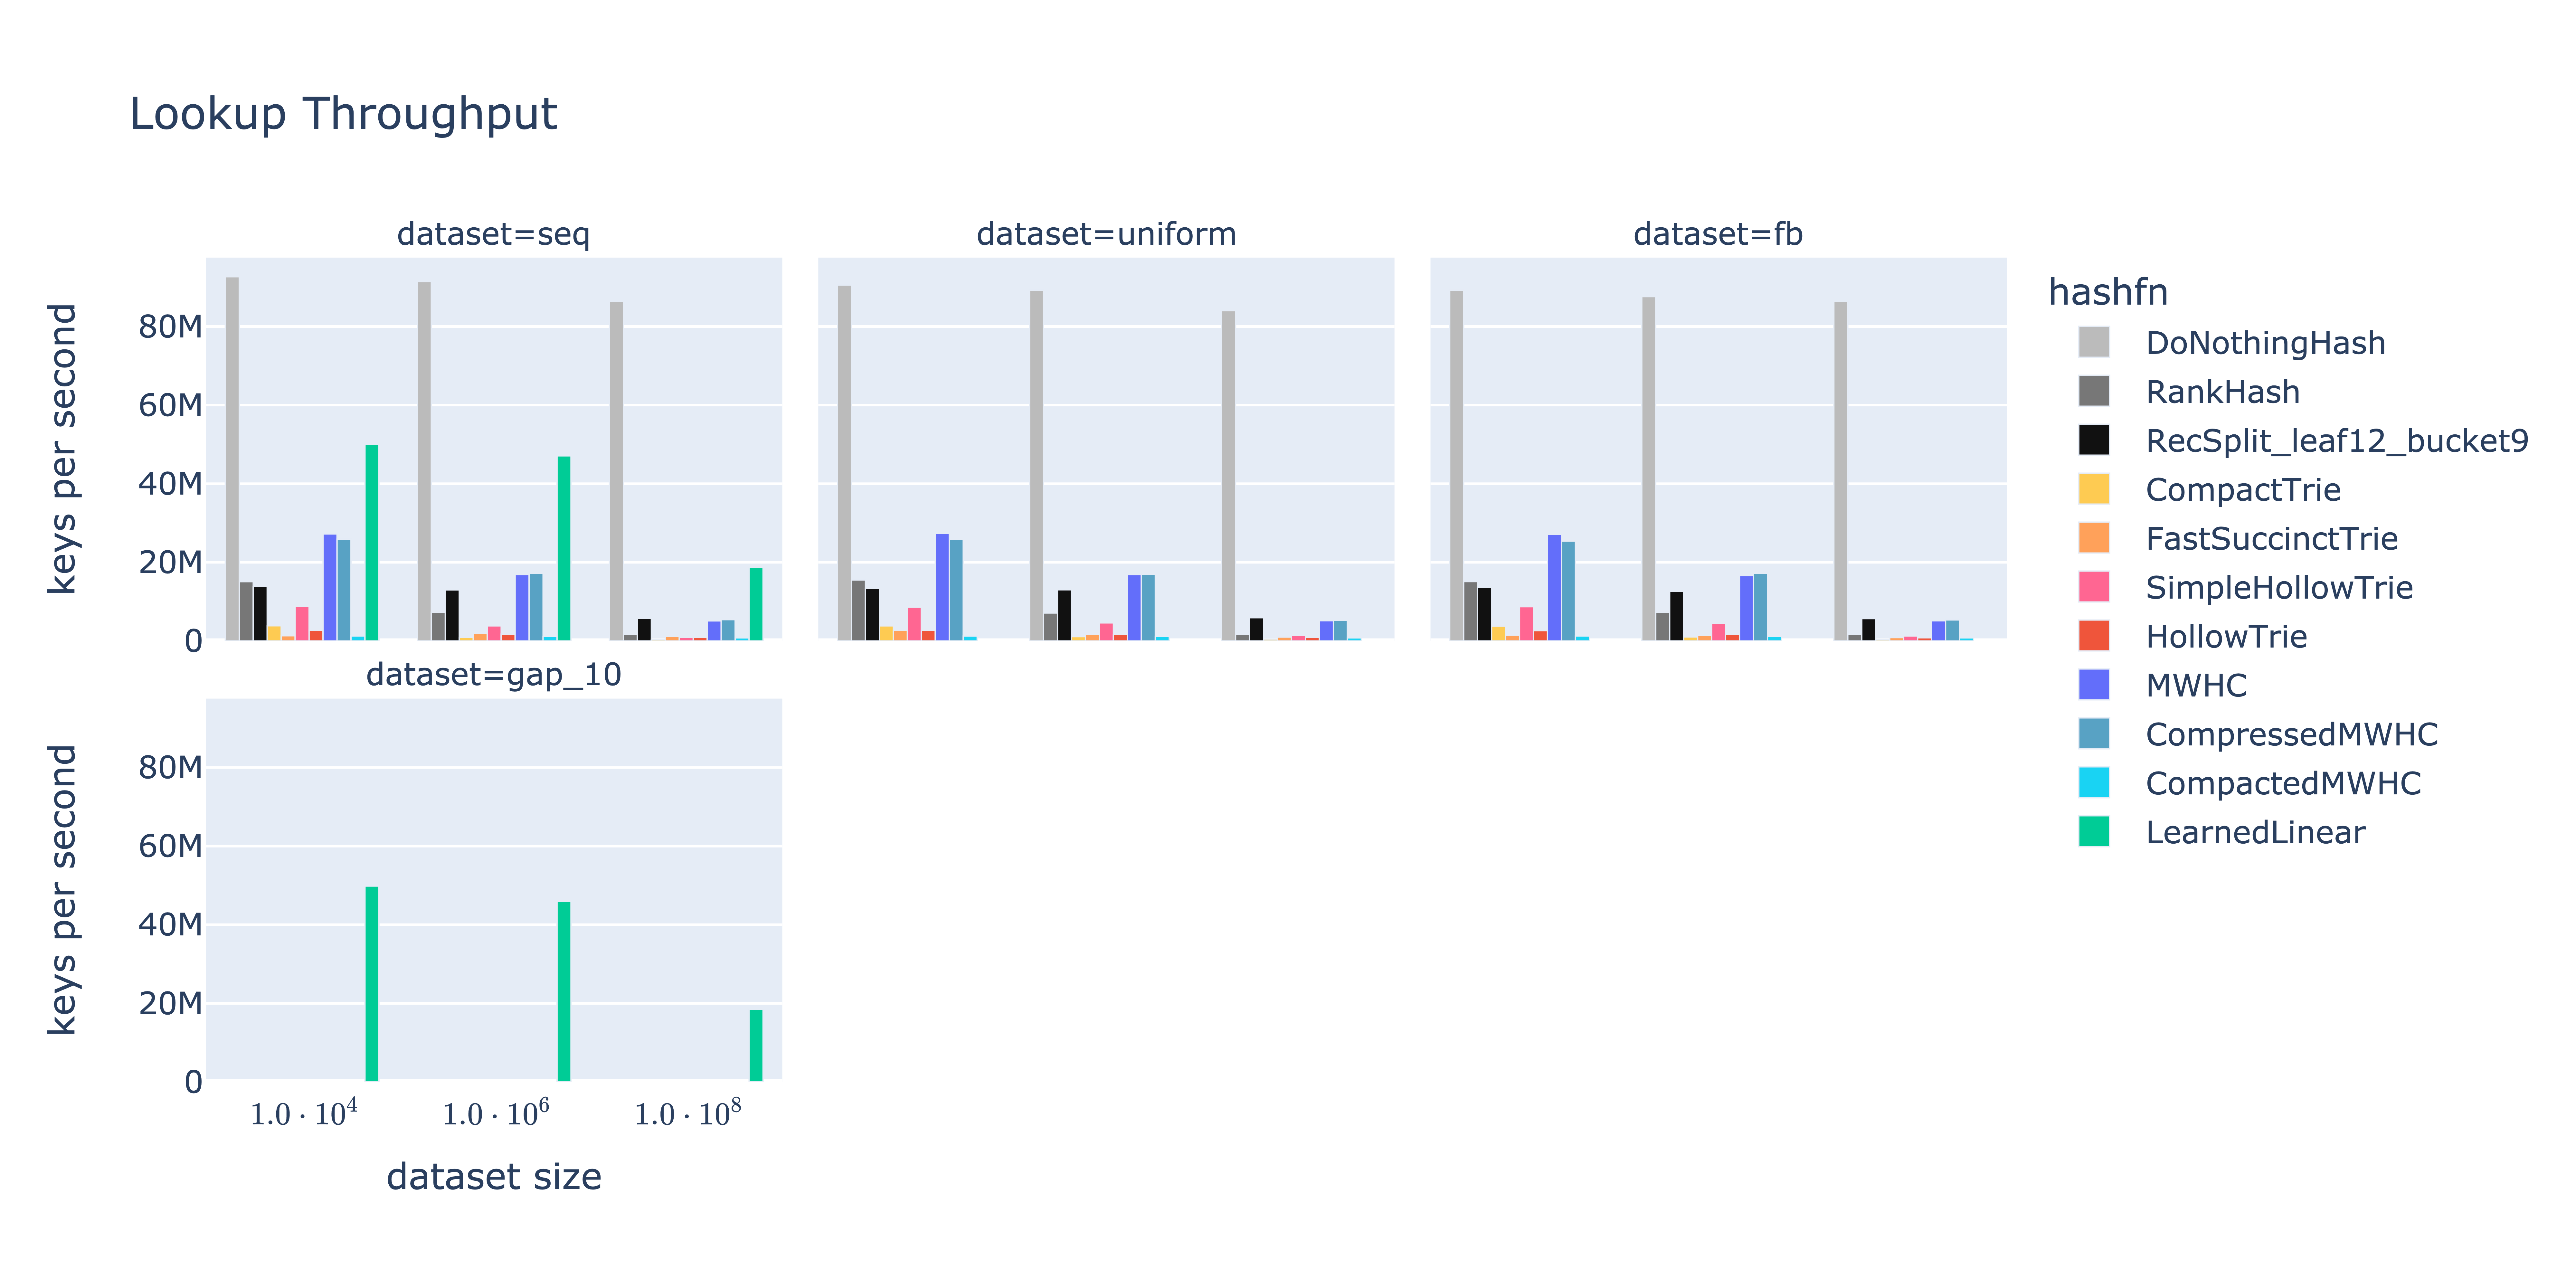 Lookup Throughput
dataset=seq
dataset=uniform
dataset=fb
keys per second
80M
60M
40M
20M
0
dataset=gap_10
keys per second
80M
60M
40M
20M
0
1.0 · 10⁴
1.0 · 10⁶
1.0 · 10⁸
dataset size
hashfn
DoNothingHash
RankHash
RecSplit_leaf12_bucket9
CompactTrie
FastSuccinctTrie
SimpleHollowTrie
HollowTrie
MWHC
CompressedMWHC
CompactedMWHC
LearnedLinear